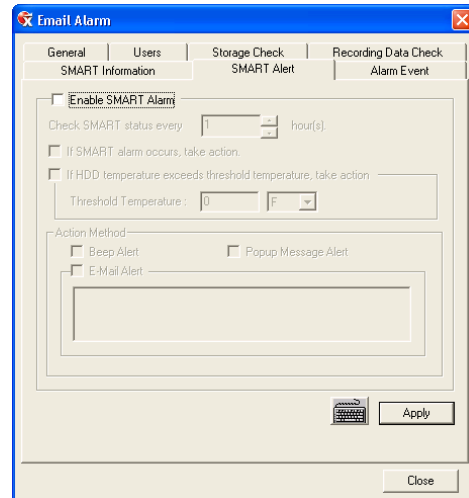 Email Alarm
General Users Storage Check Recording Data Check
SMART Information SMART Alert Alarm Event
Enable SMART Alarm
Check SMART status every 1 hour(s).
If SMART alarm occurs, take action.
If HDD temperature exceeds threshold temperature, take action
Threshold Temperature : 0 F
Action Method
Beep Alert Popup Message Alert
E-Mail Alert
Apply
Close